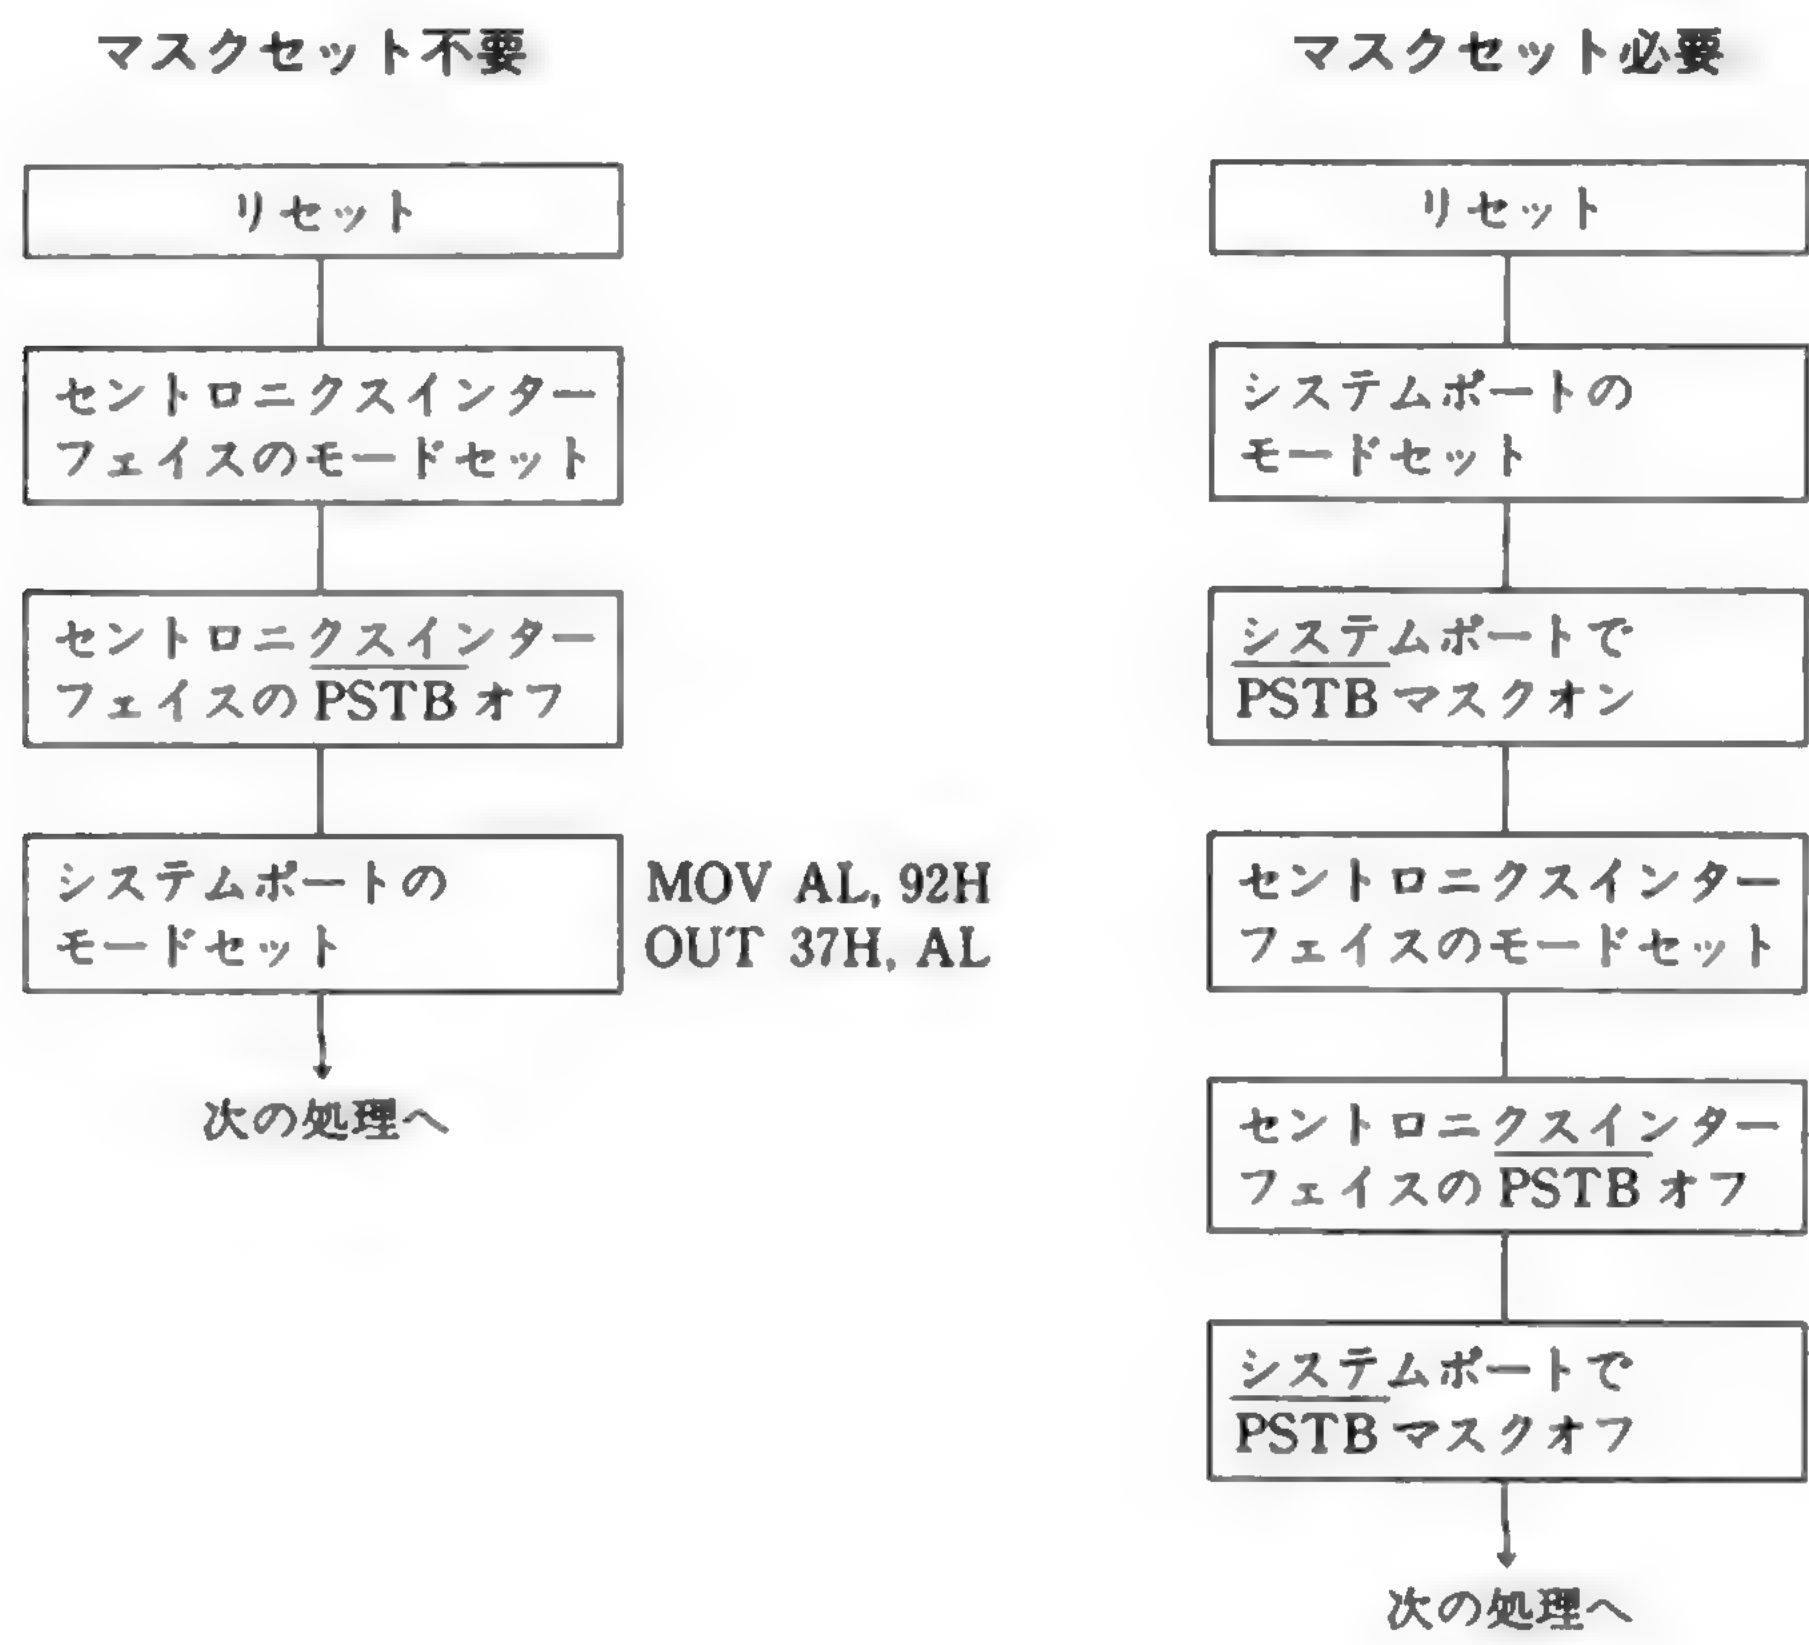 マスクセット不要
リセット
セントロニクスインター
フェイスのモードセット
セントロニクスインター
フェイスのPSTBオフ
システムポートの
モードセット
MOV AL, 92H
OUT 37H, AL
次の処理へ
マスクセット必要
リセット
システムポートの
モードセット
システムポートで
PSTBマスクオン
セントロニクスインター
フェイスのモードセット
セントロニクスインター
フェイスのPSTBオフ
システムポートで
PSTBマスクオフ
次の処理へ